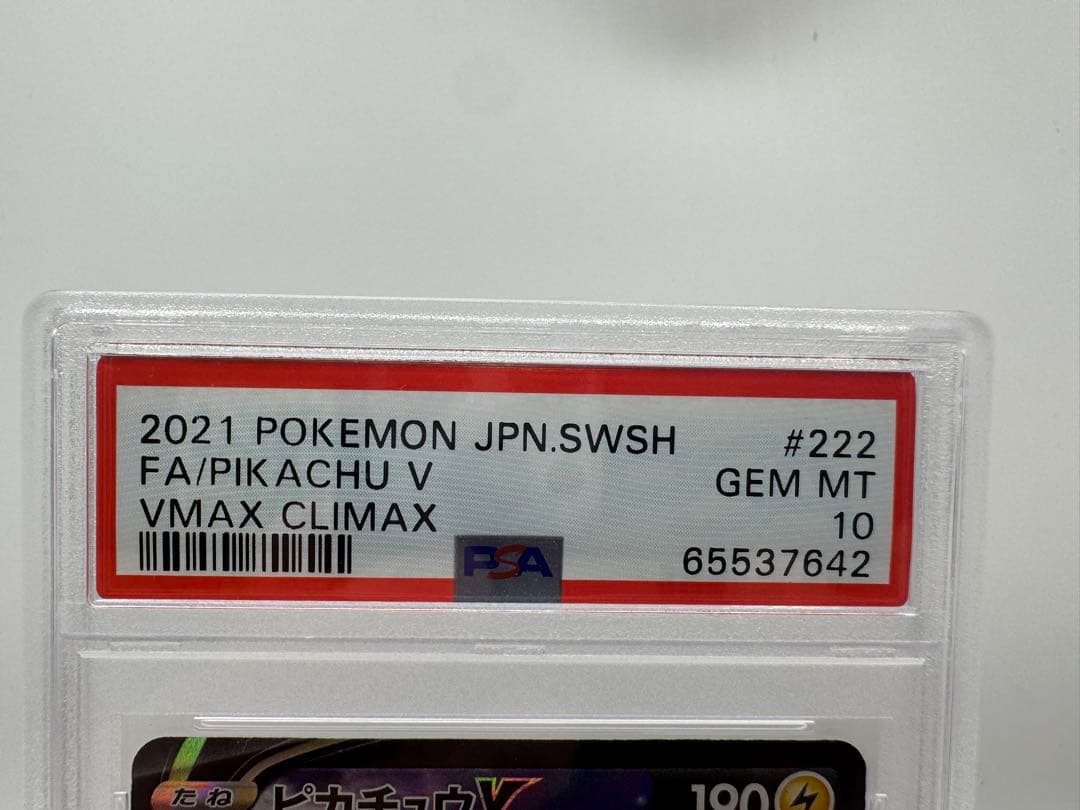 2021 POKEMON JPN.SWSH #222
FA/PIKACHU V GEM MT
VMAX CLIMAX 10
PSA 65537642
たね ピカチュウV 190